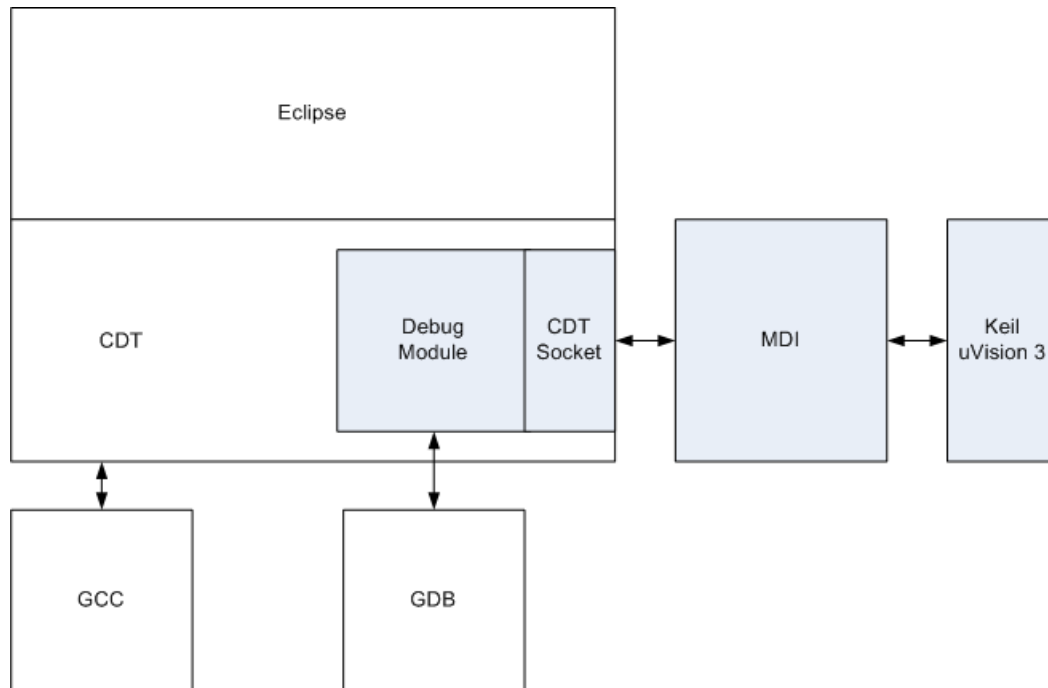 Eclipse
CDT
Debug
Module
CDT
Socket
MDI
Keil
uVision 3
GCC
GDB